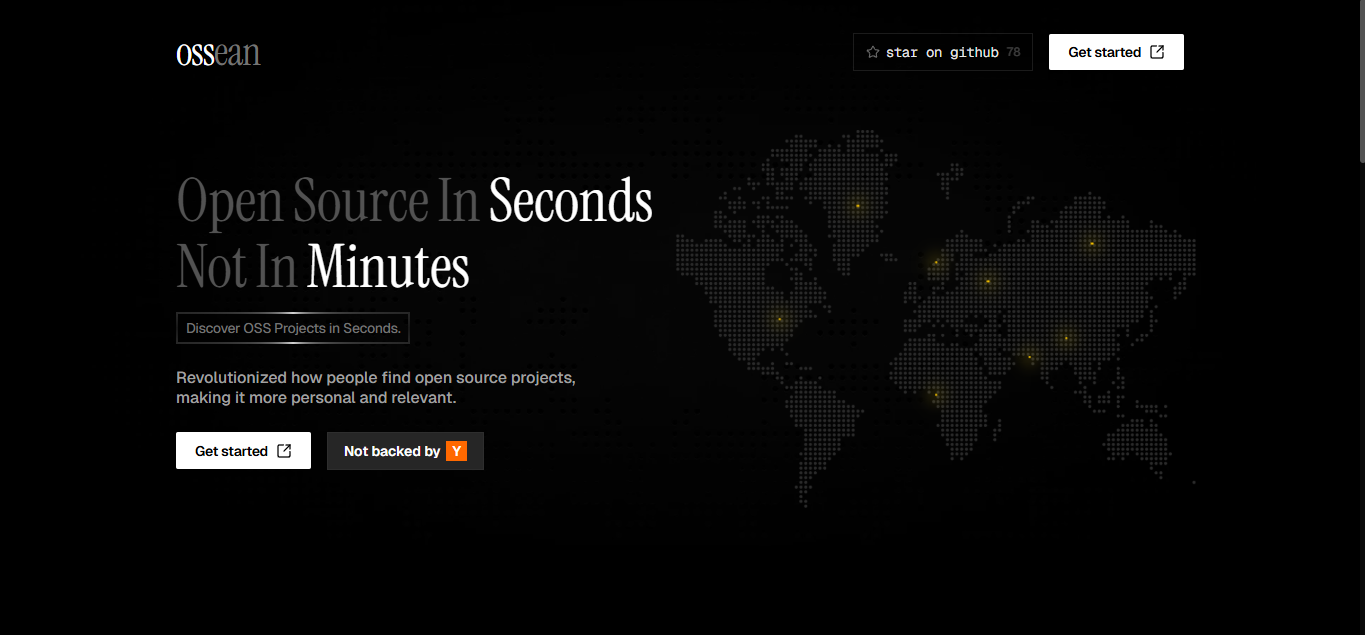 ossean
star on github 78
Get started
Open Source In Seconds
Not In Minutes
Discover OSS Projects in Seconds.
Revolutionized how people find open source projects,
making it more personal and relevant.
Get started
Not backed by Y